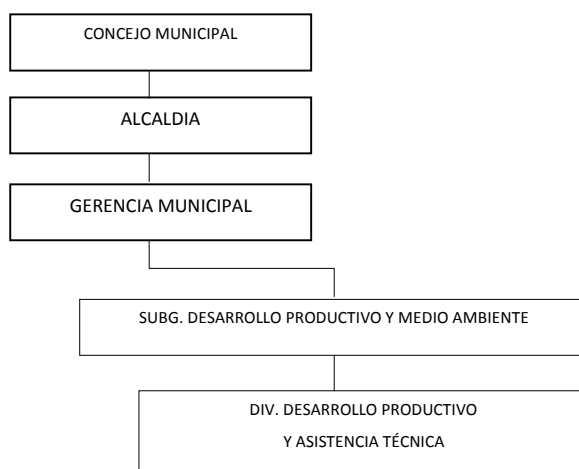 CONCEJO MUNICIPAL
ALCALDIA
GERENCIA MUNICIPAL
SUBG. DESARROLLO PRODUCTIVO Y MEDIO AMBIENTE
DIV. DESARROLLO PRODUCTIVO
Y ASISTENCIA TÉCNICA